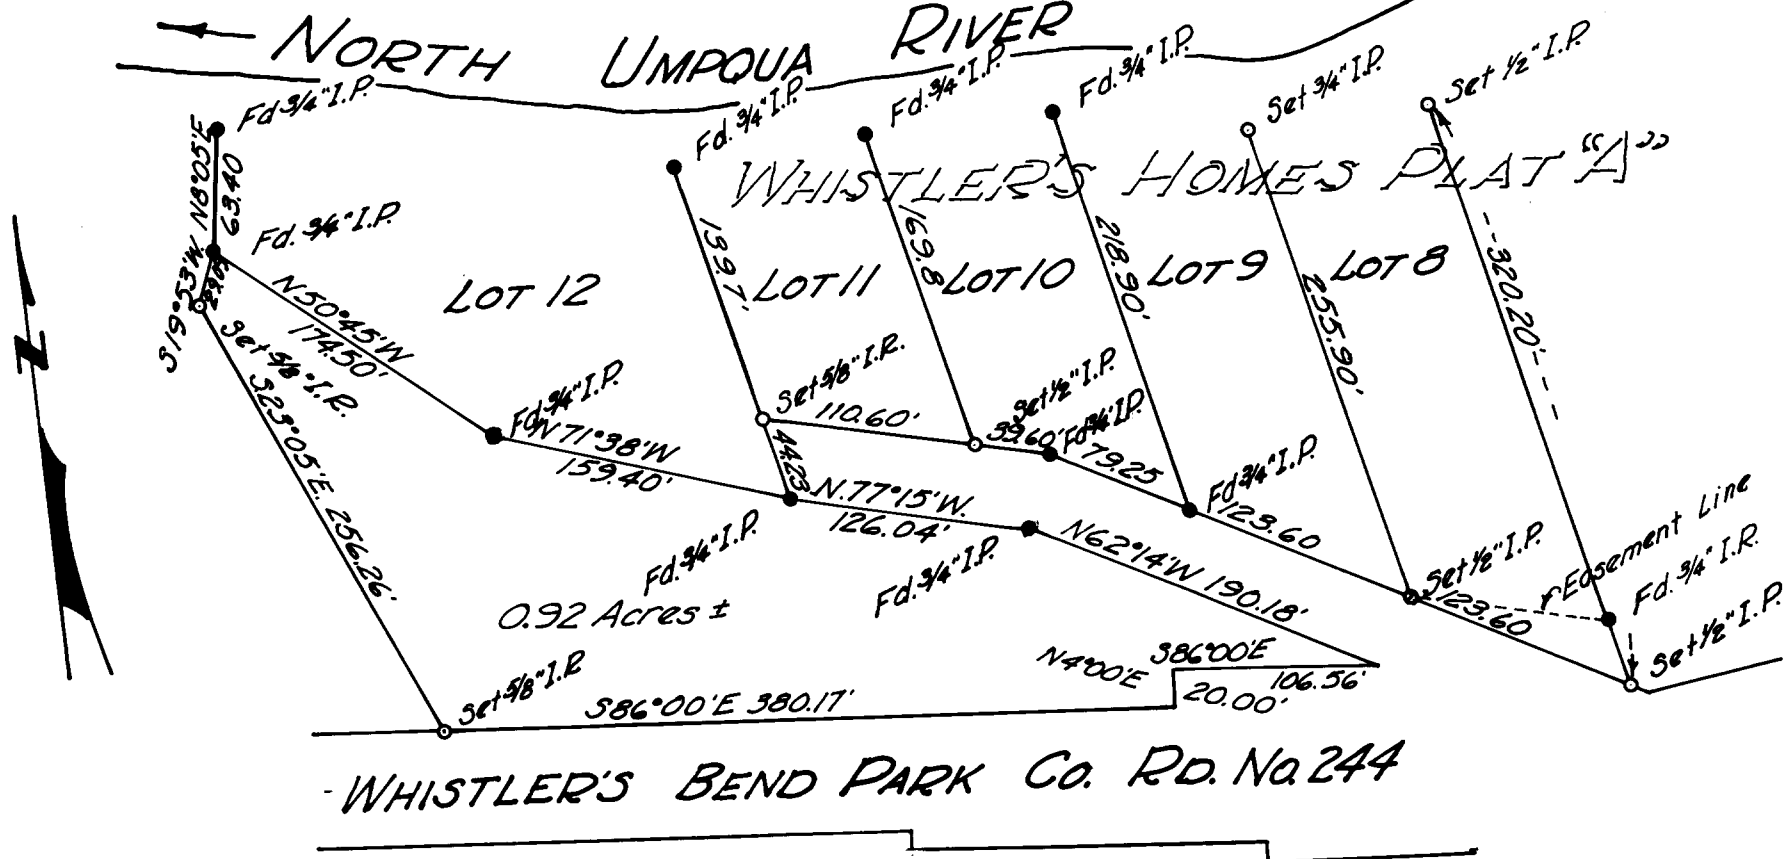 NORTH UMPQUA RIVER
Fd 3/4" I.P.
Fd. 3/4" I.P.
Fd. 3/4" I.P.
Fd. 3/4" I.P.
Set 3/4" I.P.
Set 1/2" I.P.
WHISTLER'S HOMES PLAT "A"
N8°05'E
63.40
Fd. 3/4" I.P.
S19°53'W.
29.05
Set 5/8" I.R.
N50°45'W
174.50'
LOT 12
139.7'
LOT 11
169.8
LOT 10
218.90'
LOT 9
255.90'
LOT 8
320.20'
Z
S23°05'E. 256.26'
Fd. 3/4" I.P.
N71°38'W
159.40'
Set 5/8" I.R.
110.60'
44.23
Set 1/2" I.P.
39.60'
Fd 3/4" I.P.
79.25
Fd 3/4" I.P.
N.77°15'W.
126.04'
Fd. 3/4" I.P.
Fd. 3/4" I.P.
N62°14'W 190.18'
123.60
Set 1/2" I.P.
Easement Line
123.60
Fd. 3/4" I.R.
Set 1/2" I.P.
0.92 Acres ±
N4°00'E
S86°00'E
106.56'
20.00'
Set 5/8" I.R
S86°00'E 380.17'
WHISTLER'S BEND PARK Co. RD. No. 244